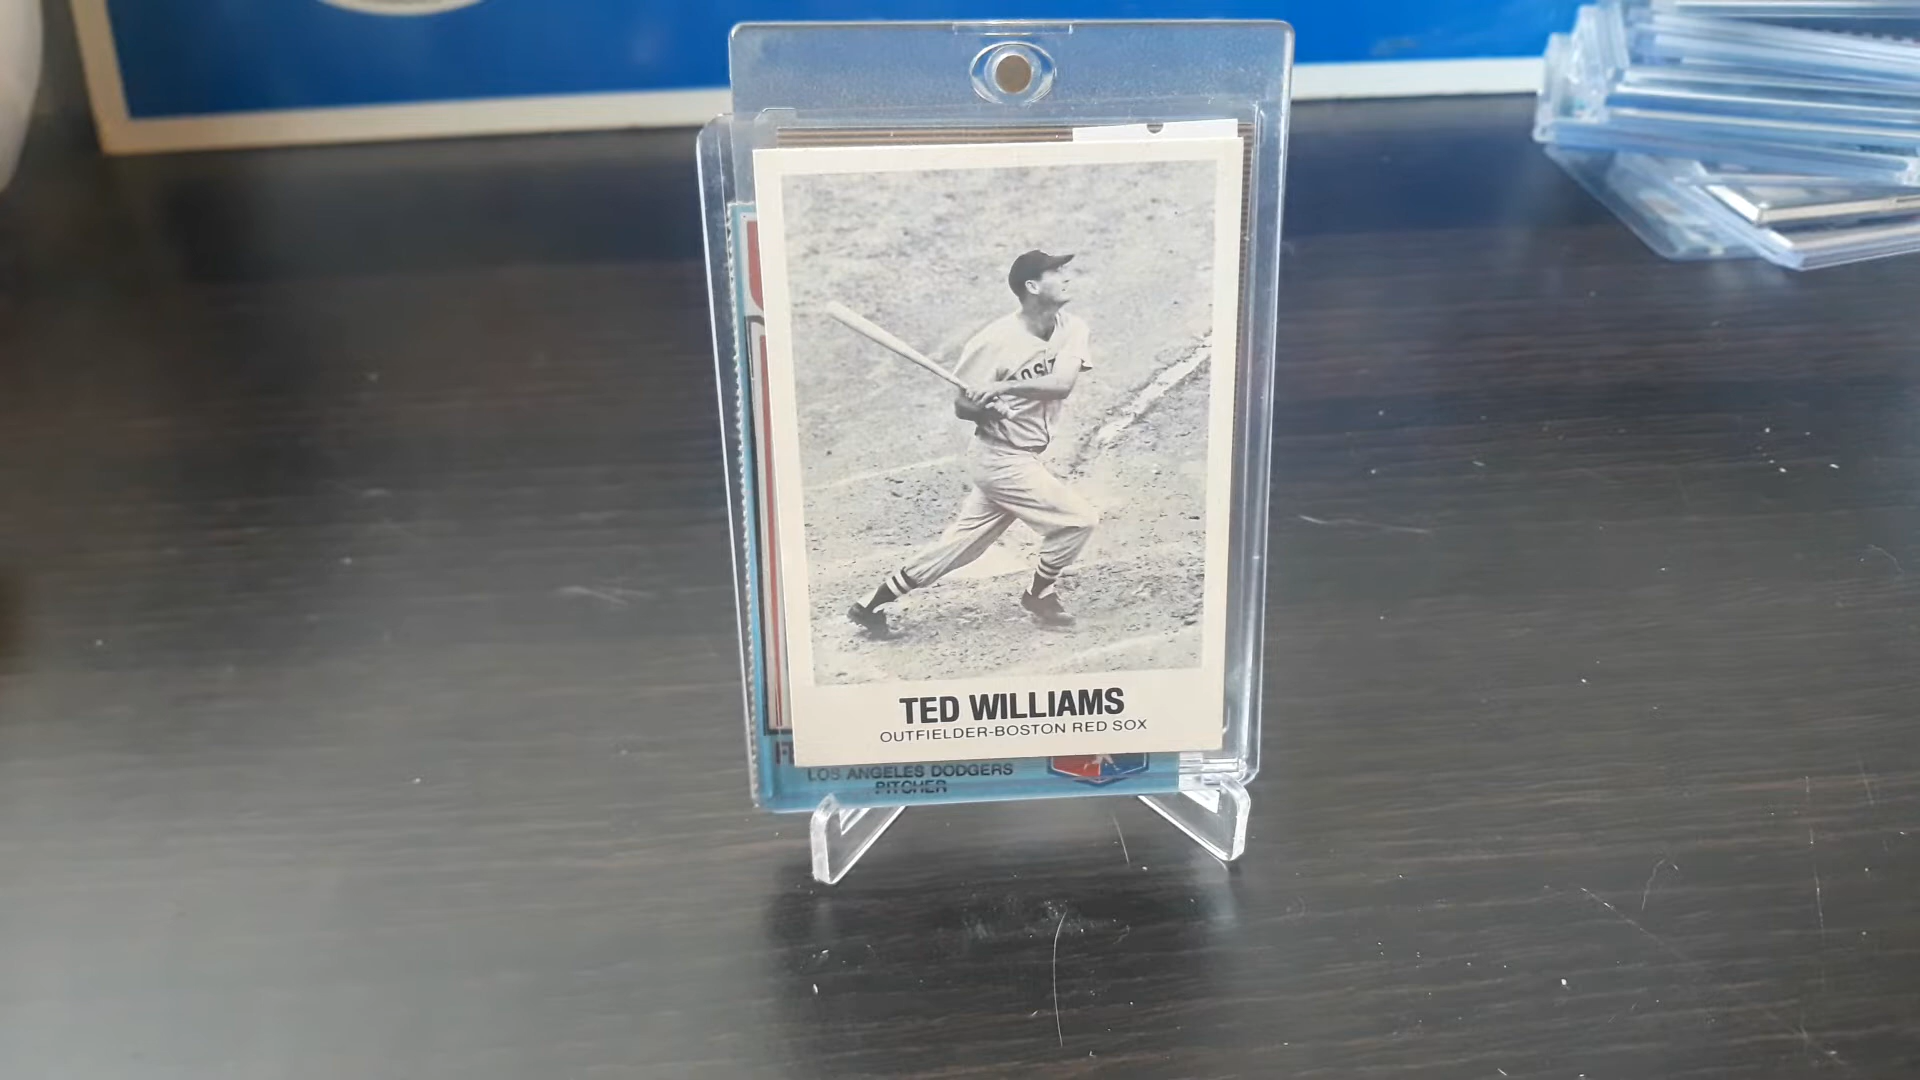 TED WILLIAMS
OUTFIELDER-BOSTON RED SOX
LOS ANGELES DODGERS
PITCHER